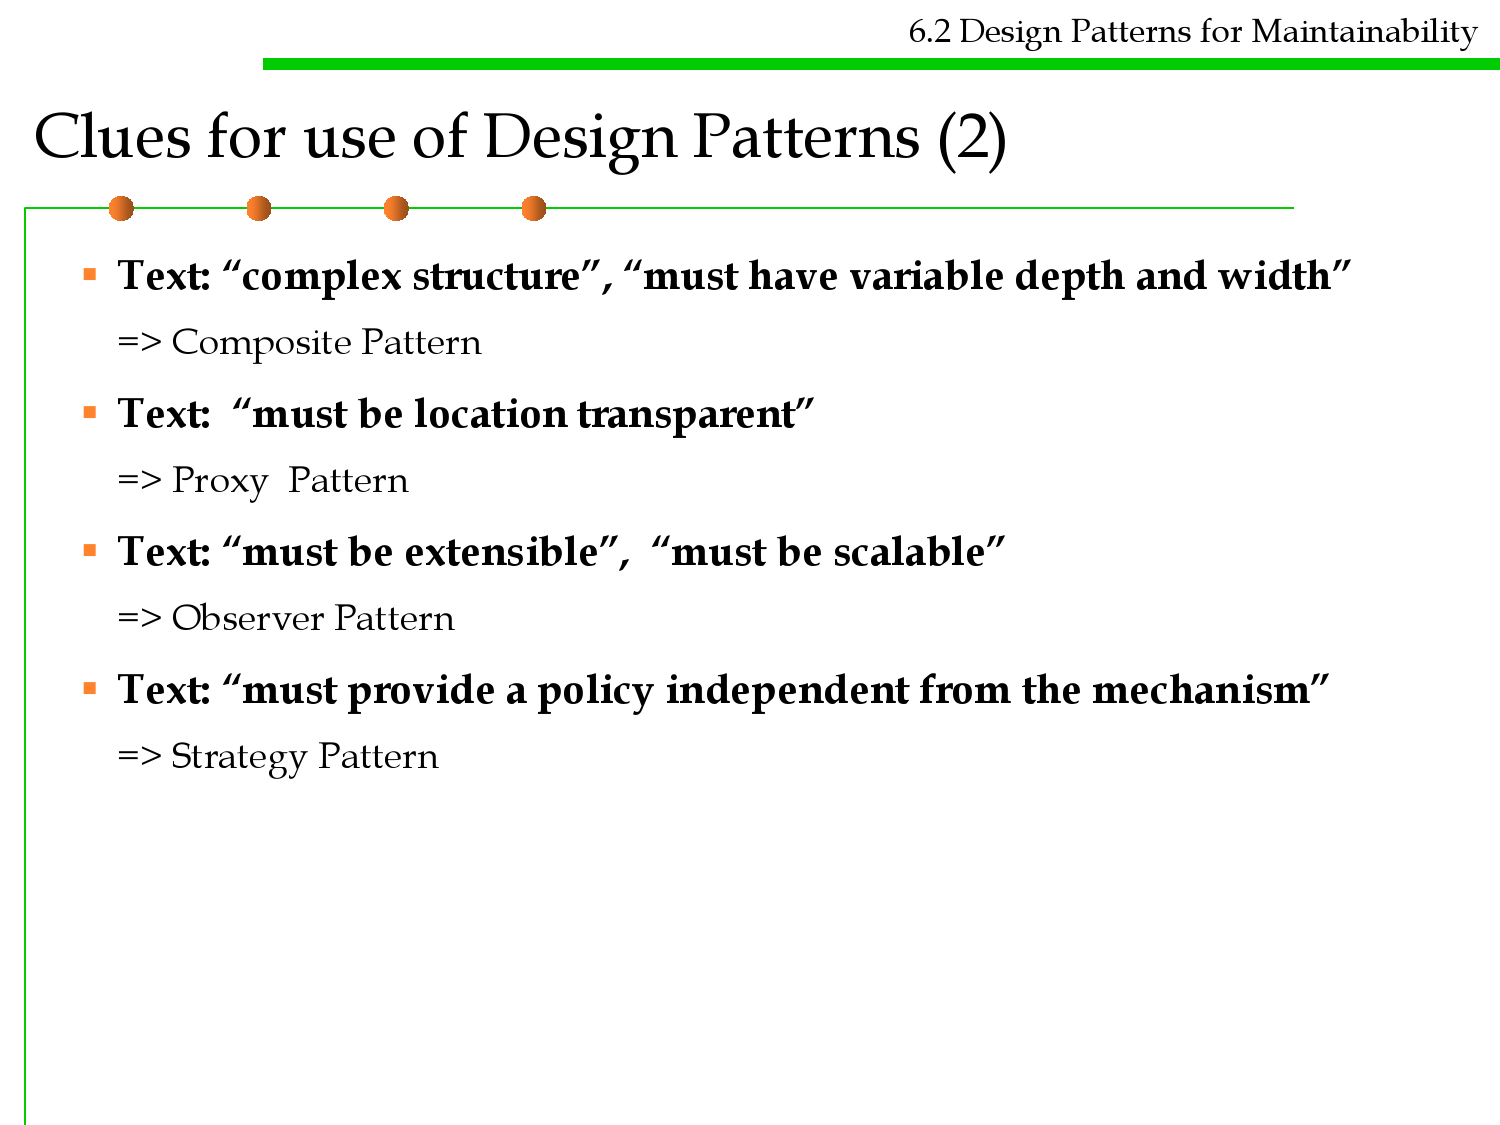 6.2 Design Patterns for Maintainability
Clues for use of Design Patterns (2)
▪ Text: “complex structure”, “must have variable depth and width”
=> Composite Pattern
▪ Text:  “must be location transparent”
=> Proxy  Pattern
▪ Text: “must be extensible”,  “must be scalable”
=> Observer Pattern
▪ Text: “must provide a policy independent from the mechanism”
=> Strategy Pattern